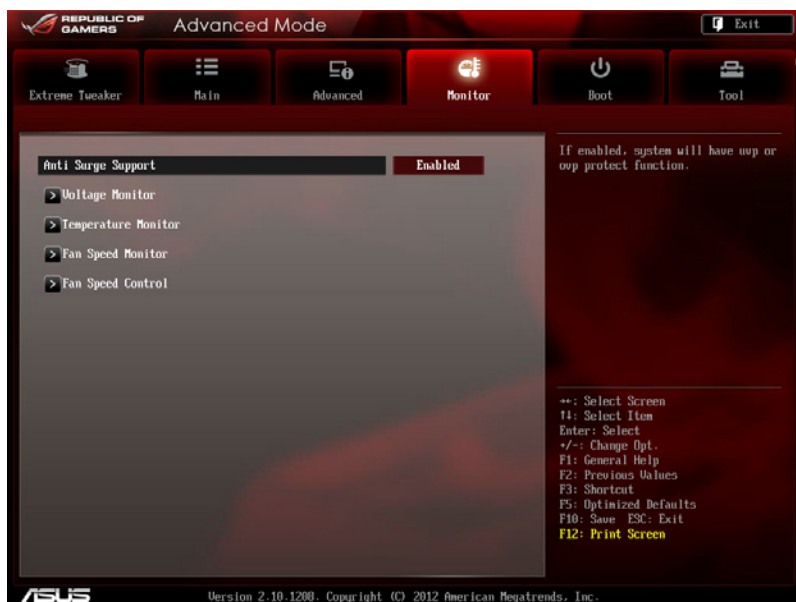 REPUBLIC OF
GAMERS
Advanced Mode
Exit
Extreme Tweaker
Main
Advanced
Monitor
Boot
Tool
Anti Surge Support
Enabled
If enabled, system will have uvp or
ovp protect function.
> Voltage Monitor
> Temperature Monitor
> Fan Speed Monitor
> Fan Speed Control
→←: Select Screen
↑↓: Select Item
Enter: Select
+/-: Change Opt.
F1: General Help
F2: Previous Values
F3: Shortcut
F5: Optimized Defaults
F10: Save ESC: Exit
F12: Print Screen
ASUS
Version 2.10.1208. Copyright (C) 2012 American Megatrends, Inc.